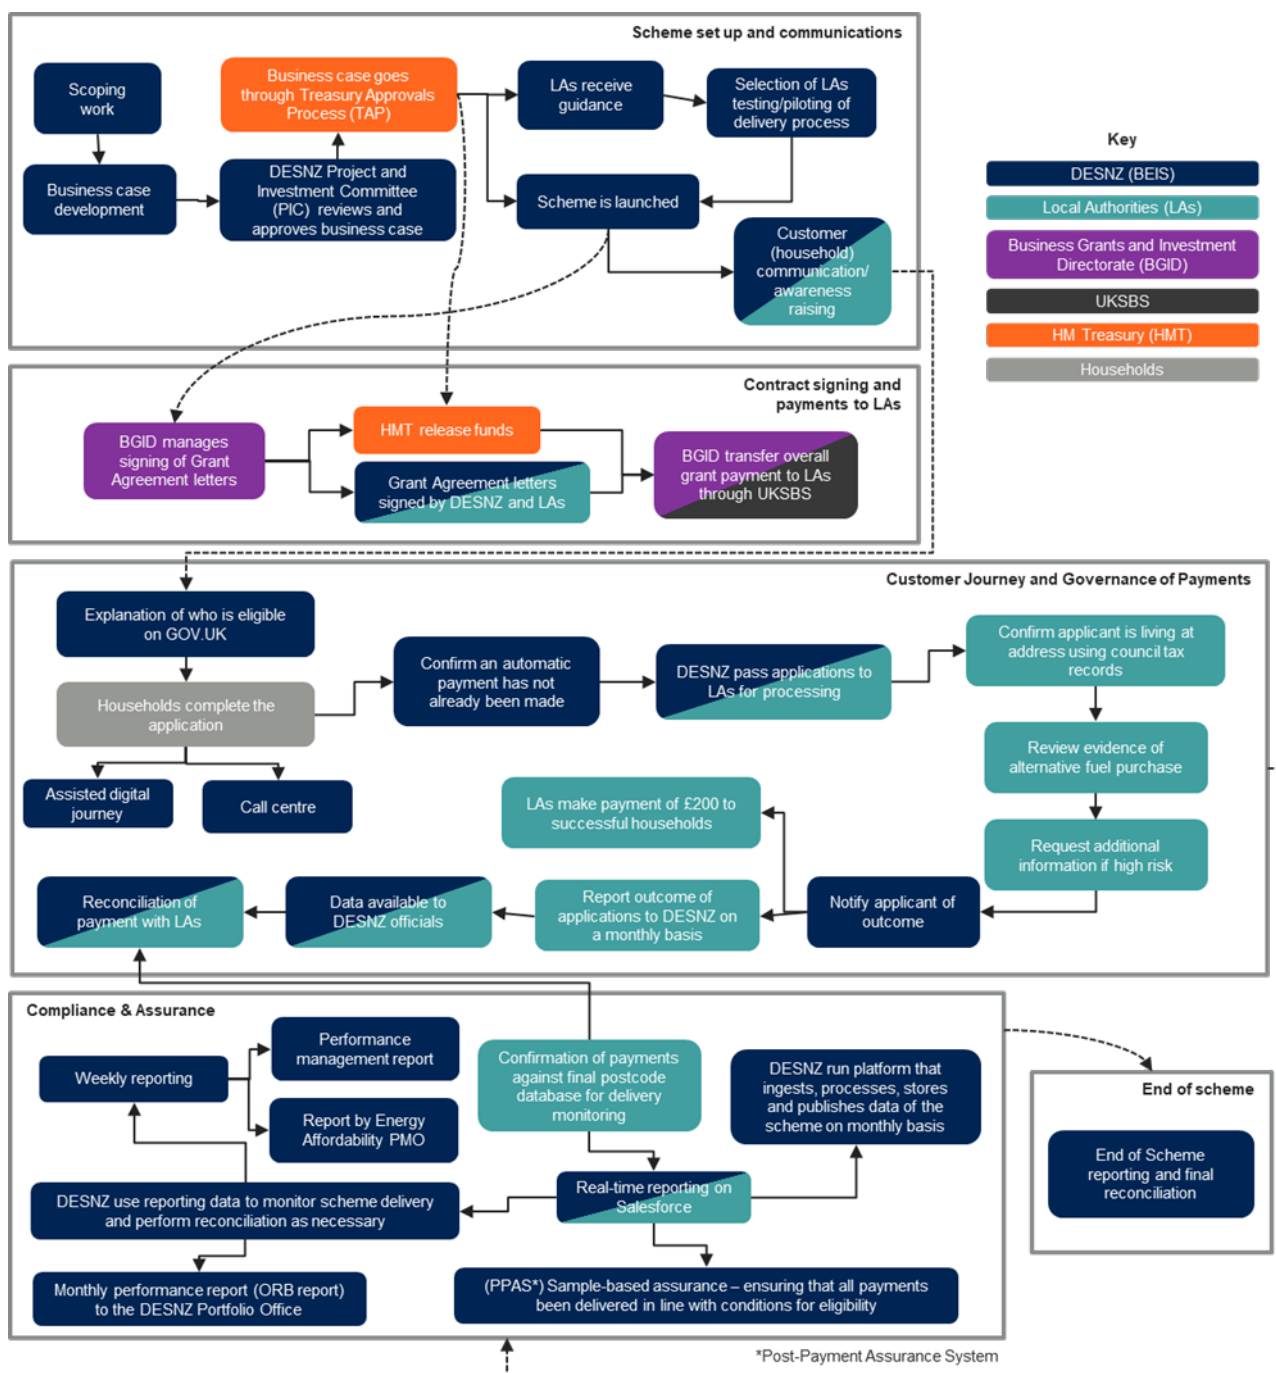 Scheme set up and communications
Scoping
work
Business case goes
through Treasury Approvals
Process (TAP)
LAs receive
guidance
Selection of LAs
testing/piloting of
delivery process
Business case
development
DESNZ Project and
Investment Committee
(PIC) reviews and
approves business case
Scheme is launched
Customer
(household)
communication/
awareness
raising
Key
DESNZ (BEIS)
Local Authorities (LAs)
Business Grants and Investment
Directorate (BGID)
UKSBS
HM Treasury (HMT)
Households
Contract signing and
payments to LAs
BGID manages
signing of Grant
Agreement letters
HMT release funds
Grant Agreement letters
signed by DESNZ and LAs
BGID transfer overall
grant payment to LAs
through UKSBS
Customer Journey and Governance of Payments
Explanation of who is eligible
on GOV.UK
Households complete the
application
Assisted digital
journey
Call centre
Confirm an automatic
payment has not
already been made
DESNZ pass applications to
LAs for processing
Confirm applicant is living at
address using council tax
records
Review evidence of
alternative fuel purchase
Request additional
information if high risk
LAs make payment of £200 to
successful households
Notify applicant of
outcome
Report outcome of
applications to DESNZ on
a monthly basis
Data available to
DESNZ officials
Reconciliation of
payment with LAs
Compliance & Assurance
Weekly reporting
Performance
management report
Report by Energy
Affordability PMO
Confirmation of payments
against final postcode
database for delivery
monitoring
DESNZ run platform that
ingests, processes, stores
and publishes data of the
scheme on monthly basis
DESNZ use reporting data to monitor scheme delivery
and perform reconciliation as necessary
Real-time reporting on
Salesforce
Monthly performance report (ORB report)
to the DESNZ Portfolio Office
(PPAS*) Sample-based assurance – ensuring that all payments
been delivered in line with conditions for eligibility
*Post-Payment Assurance System
End of scheme
End of Scheme
reporting and final
reconciliation